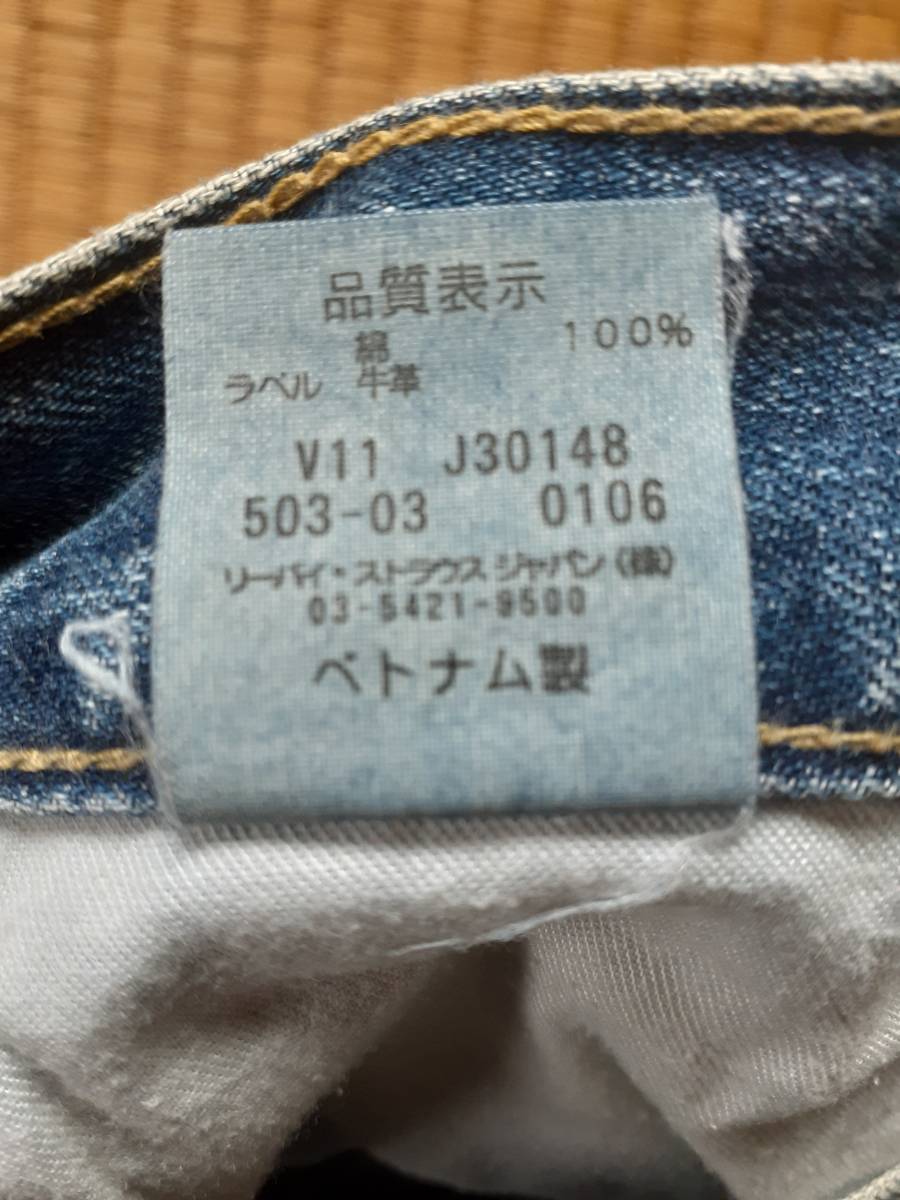 品質表示
綿 100%
ラベル 牛革
V11 J30148
503-03 0106
リーバイ・ストラウス ジャパン(株)
03-5421-9500
ベトナム製